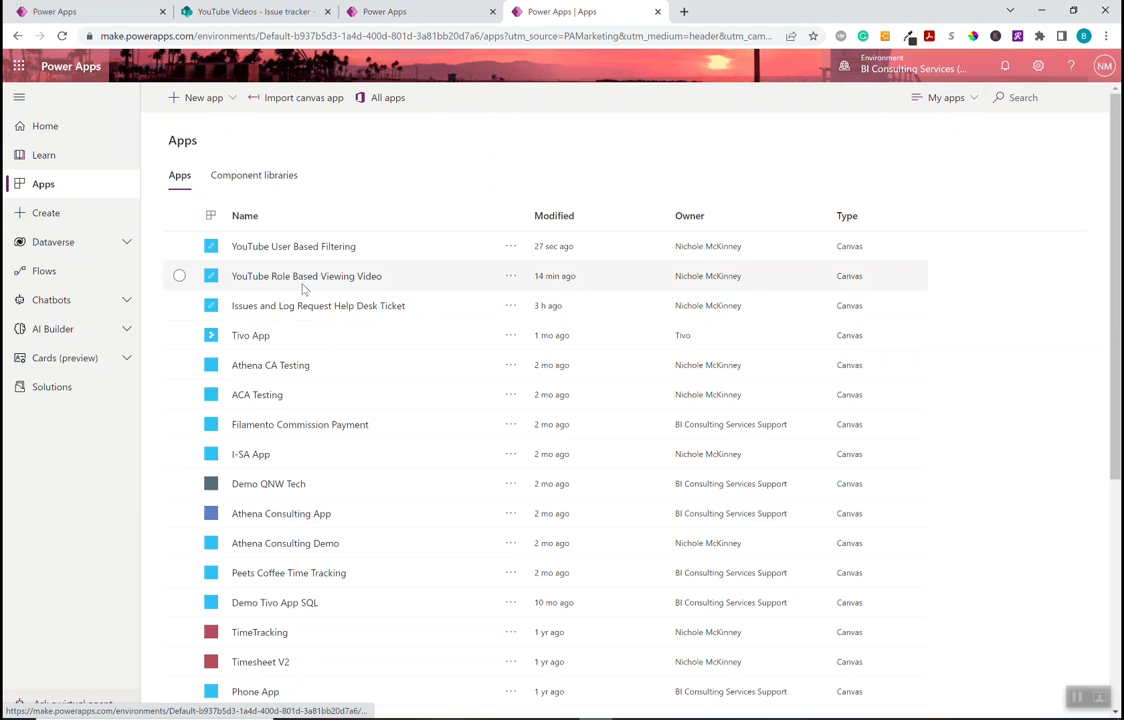 Power Apps
YouTube Videos - Issue tracker -
Power Apps
Power Apps | Apps
make.powerapps.com/environments/Default-b937b5d3-1a4d-400d-801d-3a81bb20d7a6/apps?utm_source=PAMarketing&utm_medium=header&utm_cam...
Power Apps
Environment
BI Consulting Services (...
NM
New app
Import canvas app
All apps
My apps
Search
Home
Learn
Apps
Create
Dataverse
Flows
Chatbots
AI Builder
Cards (preview)
Solutions
Ask a virtual agent
Apps
Apps Component libraries
Name Modified Owner Type
YouTube User Based Filtering ... 27 sec ago Nichole McKinney Canvas
YouTube Role Based Viewing Video ... 14 min ago Nichole McKinney Canvas
Issues and Log Request Help Desk Ticket ... 3 h ago Nichole McKinney Canvas
Tivo App ... 1 mo ago Tivo Canvas
Athena CA Testing ... 2 mo ago Nichole McKinney Canvas
ACA Testing ... 2 mo ago Nichole McKinney Canvas
Filamento Commission Payment ... 2 mo ago BI Consulting Services Support Canvas
I-SA App ... 2 mo ago Nichole McKinney Canvas
Demo QNW Tech ... 2 mo ago BI Consulting Services Support Canvas
Athena Consulting App ... 2 mo ago BI Consulting Services Support Canvas
Athena Consulting Demo ... 2 mo ago Nichole McKinney Canvas
Peets Coffee Time Tracking ... 2 mo ago BI Consulting Services Support Canvas
Demo Tivo App SQL ... 10 mo ago BI Consulting Services Support Canvas
TimeTracking ... 1 yr ago Nichole McKinney Canvas
Timesheet V2 ... 1 yr ago Nichole McKinney Canvas
Phone App ... 1 yr ago BI Consulting Services Support Canvas
https://make.powerapps.com/environments/Default-b937b5d3-1a4d-400d-801d-3a81bb20d7a6/...